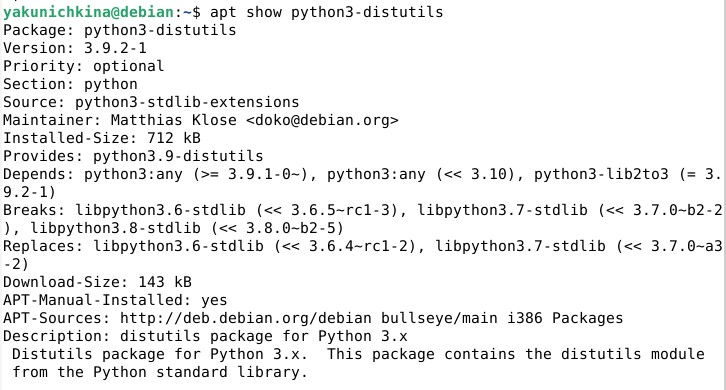 yakunichkina@debian:~$ apt show python3-distutils
Package: python3-distutils
Version: 3.9.2-1
Priority: optional
Section: python
Source: python3-stdlib-extensions
Maintainer: Matthias Klose <doko@debian.org>
Installed-Size: 712 kB
Provides: python3.9-distutils
Depends: python3:any (>= 3.9.1-0~), python3:any (<< 3.10), python3-lib2to3 (= 3.
9.2-1)
Breaks: libpython3.6-stdlib (<< 3.6.5~rc1-3), libpython3.7-stdlib (<< 3.7.0~b2-2
), libpython3.8-stdlib (<< 3.8.0~b2-5)
Replaces: libpython3.6-stdlib (<< 3.6.4~rc1-2), libpython3.7-stdlib (<< 3.7.0~a3
-2)
Download-Size: 143 kB
APT-Manual-Installed: yes
APT-Sources: http://deb.debian.org/debian bullseye/main i386 Packages
Description: distutils package for Python 3.x
 Distutils package for Python 3.x.  This package contains the distutils module
 from the Python standard library.